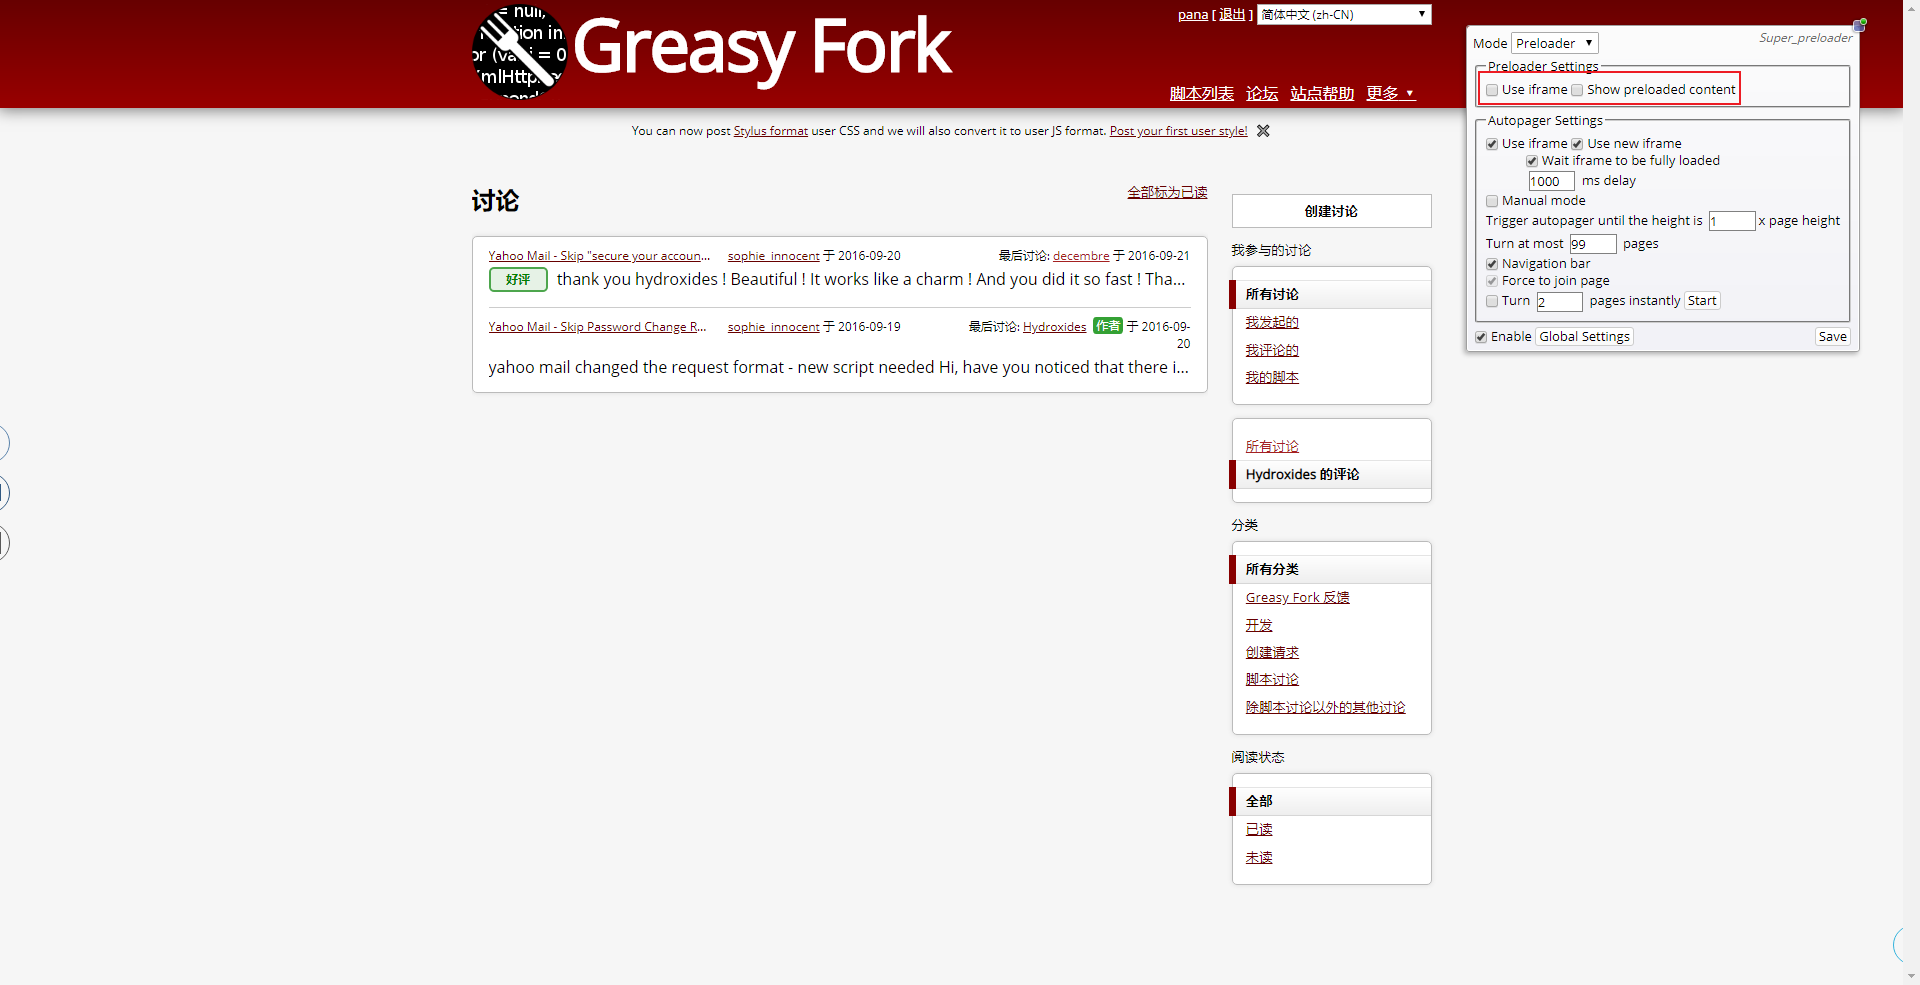 = null,
tion in
or (va i = 0
mlHttp
Greasy Fork
pana [ 退出 ] 简体中文 (zh-CN)
脚本列表 论坛 站点帮助 更多
You can now post Stylus format user CSS and we will also convert it to user JS format. Post your first user style!
讨论
全部标为已读
Yahoo Mail - Skip "secure your accoun... sophie_innocent 于 2016-09-20 最后讨论: decembre 于 2016-09-21
好评 thank you hydroxides ! Beautiful ! It works like a charm ! And you did it so fast ! Tha...
Yahoo Mail - Skip Password Change R... sophie_innocent 于 2016-09-19 最后讨论: Hydroxides 作者 于 2016-09-
20
yahoo mail changed the request format - new script needed Hi, have you noticed that there i...
创建讨论
我参与的讨论
所有讨论
我发起的
我评论的
我的脚本
所有讨论
Hydroxides 的评论
分类
所有分类
Greasy Fork 反馈
开发
创建请求
脚本讨论
除脚本讨论以外的其他讨论
阅读状态
全部
已读
未读
Super_preloader
Mode Preloader
Preloader Settings
Use iframe Show preloaded content
Autopager Settings
Use iframe Use new iframe
Wait iframe to be fully loaded
1000 ms delay
Manual mode
Trigger autopager until the height is 1 x page height
Turn at most 99 pages
Navigation bar
Force to join page
Turn 2 pages instantly Start
Enable Global Settings Save